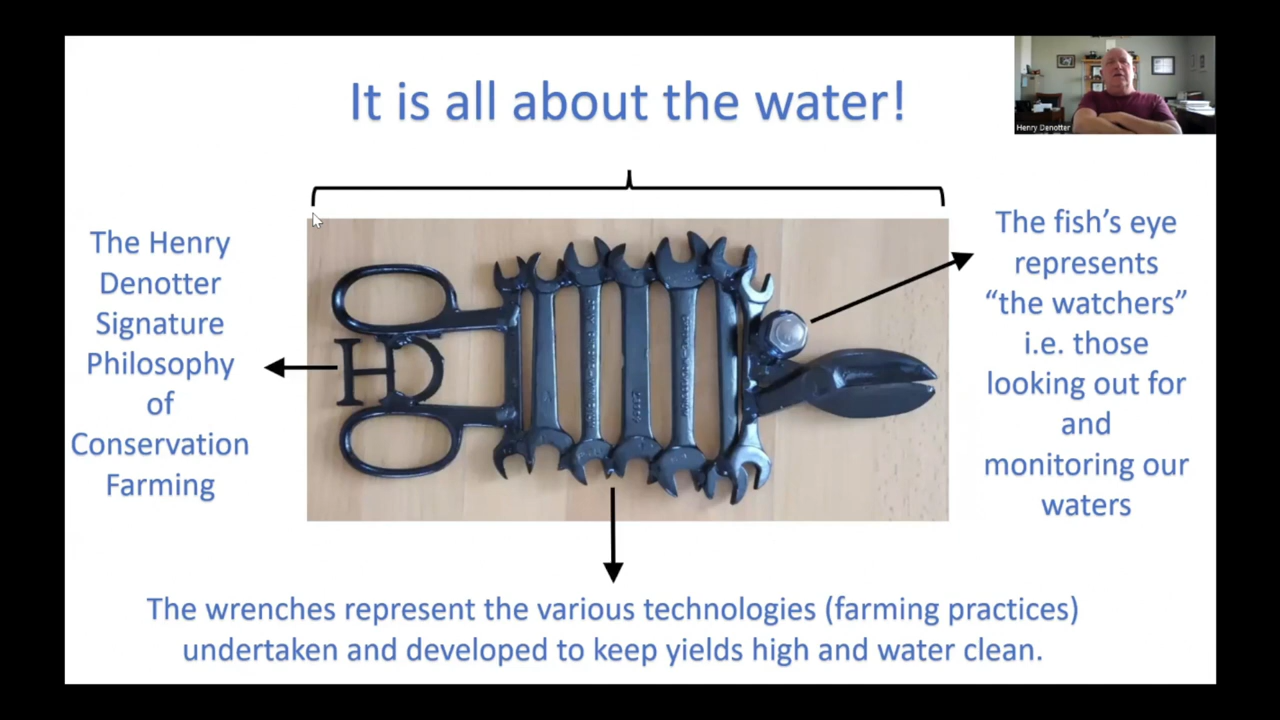 It is all about the water!
Henry Denotter
The Henry
Denotter
Signature
Philosophy
of
Conservation
Farming
HD
The fish’s eye
represents
“the watchers”
i.e. those
looking out for
and
monitoring our
waters
The wrenches represent the various technologies (farming practices)
undertaken and developed to keep yields high and water clean.